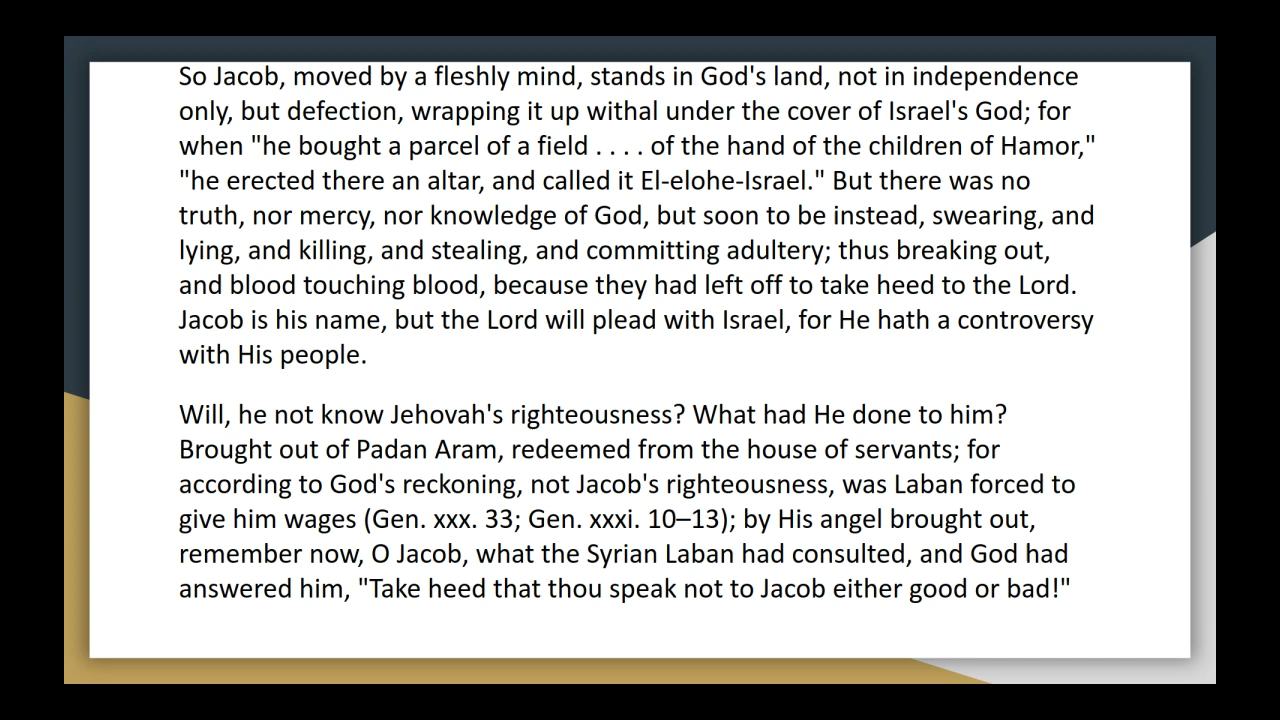 So Jacob, moved by a fleshly mind, stands in God's land, not in independence
only, but defection, wrapping it up withal under the cover of Israel's God; for
when "he bought a parcel of a field . . . . of the hand of the children of Hamor,"
"he erected there an altar, and called it El-elohe-Israel." But there was no
truth, nor mercy, nor knowledge of God, but soon to be instead, swearing, and
lying, and killing, and stealing, and committing adultery; thus breaking out,
and blood touching blood, because they had left off to take heed to the Lord.
Jacob is his name, but the Lord will plead with Israel, for He hath a controversy
with His people.
Will, he not know Jehovah's righteousness? What had He done to him?
Brought out of Padan Aram, redeemed from the house of servants; for
according to God's reckoning, not Jacob's righteousness, was Laban forced to
give him wages (Gen. xxx. 33; Gen. xxxi. 10–13); by His angel brought out,
remember now, O Jacob, what the Syrian Laban had consulted, and God had
answered him, "Take heed that thou speak not to Jacob either good or bad!"